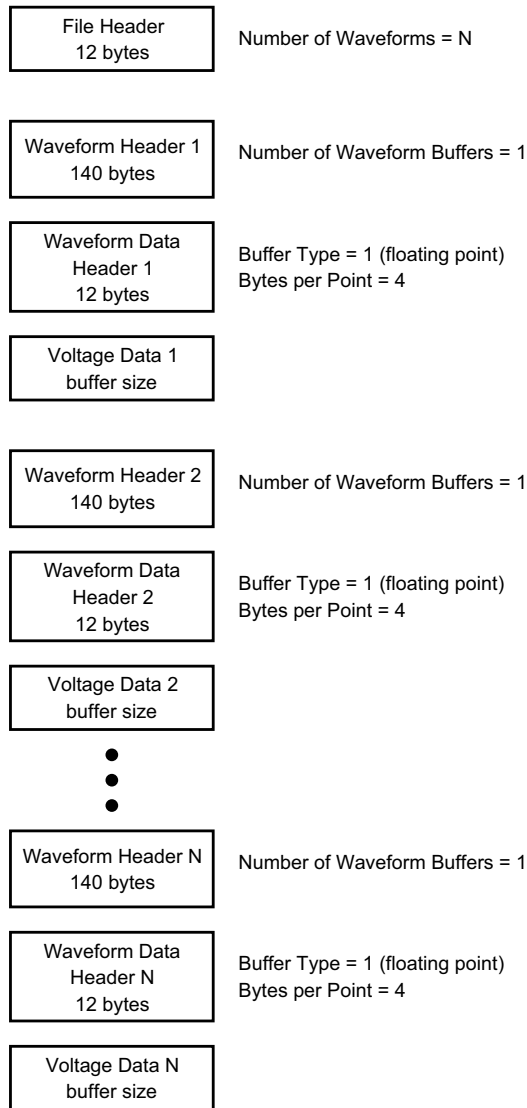 File Header
12 bytes
Number of Waveforms = N
Waveform Header 1
140 bytes
Number of Waveform Buffers = 1
Waveform Data
Header 1
12 bytes
Buffer Type = 1 (floating point)
Bytes per Point = 4
Voltage Data 1
buffer size
Waveform Header 2
140 bytes
Number of Waveform Buffers = 1
Waveform Data
Header 2
12 bytes
Buffer Type = 1 (floating point)
Bytes per Point = 4
Voltage Data 2
buffer size
Waveform Header N
140 bytes
Number of Waveform Buffers = 1
Waveform Data
Header N
12 bytes
Buffer Type = 1 (floating point)
Bytes per Point = 4
Voltage Data N
buffer size